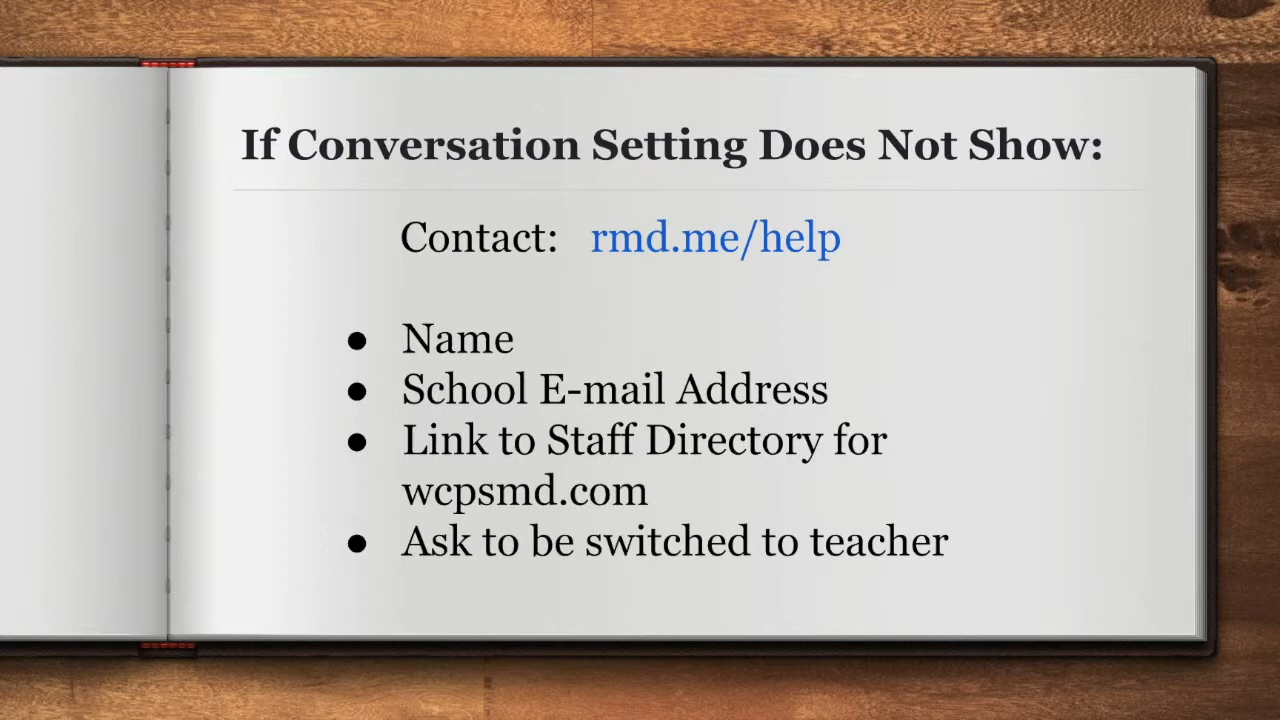 If Conversation Setting Does Not Show:
Contact: rmd.me/help
● Name
● School E-mail Address
● Link to Staff Directory for
wcpsmd.com
● Ask to be switched to teacher